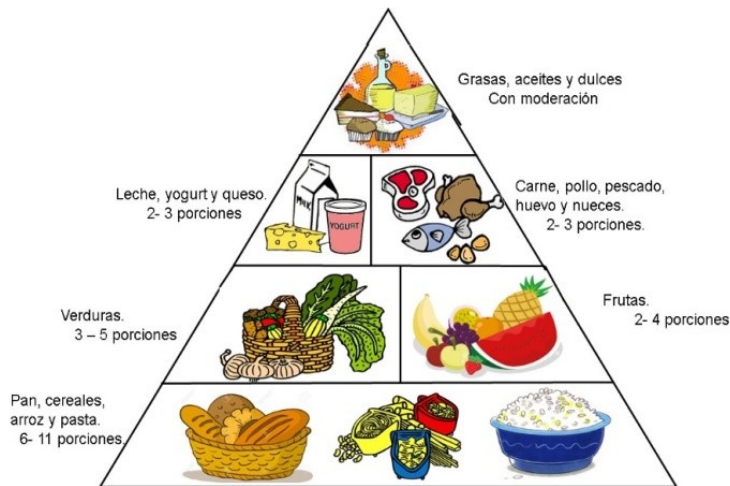 Grasas, aceites y dulces
Con moderación
Leche, yogurt y queso.
2- 3 porciones
MILK
YOGURT
Carne, pollo, pescado,
huevo y nueces.
2- 3 porciones.
Verduras.
3 – 5 porciones
Frutas.
2- 4 porciones
Pan, cereales,
arroz y pasta.
6- 11 porciones.